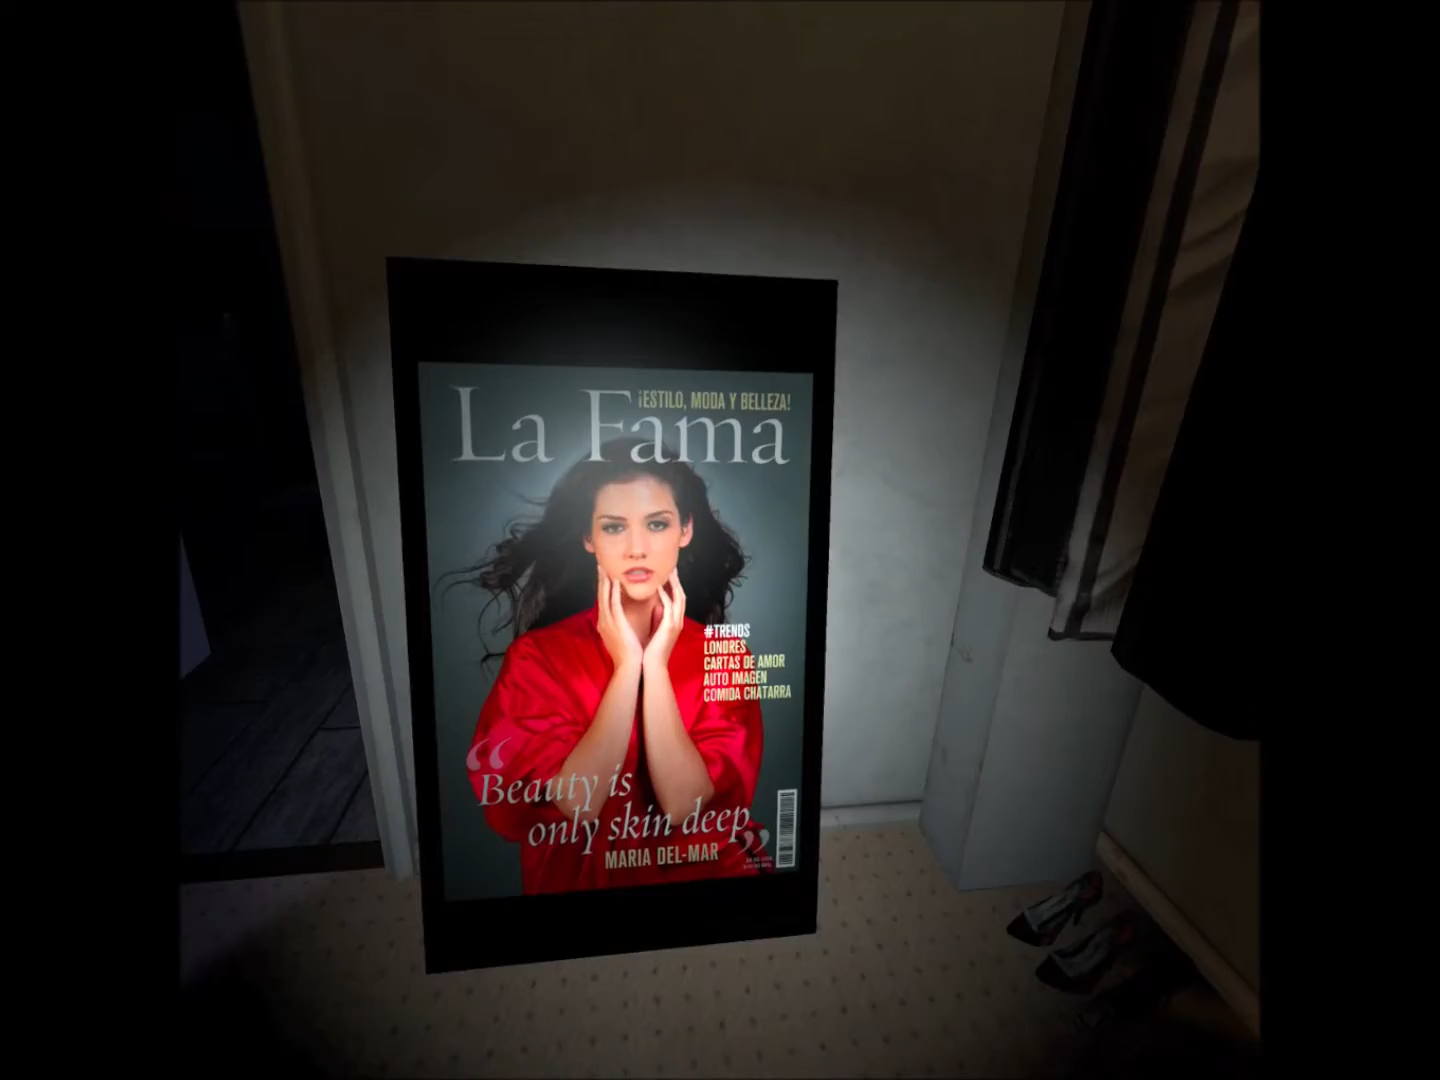 ¡ESTILO, MODA Y BELLEZA!
La Fama
#TRENDS
LONDRES
CARTAS DE AMOR
AUTO IMAGEN
COMIDA CHATARRA
“Beauty is
only skin deep”
MARIA DEL-MAR